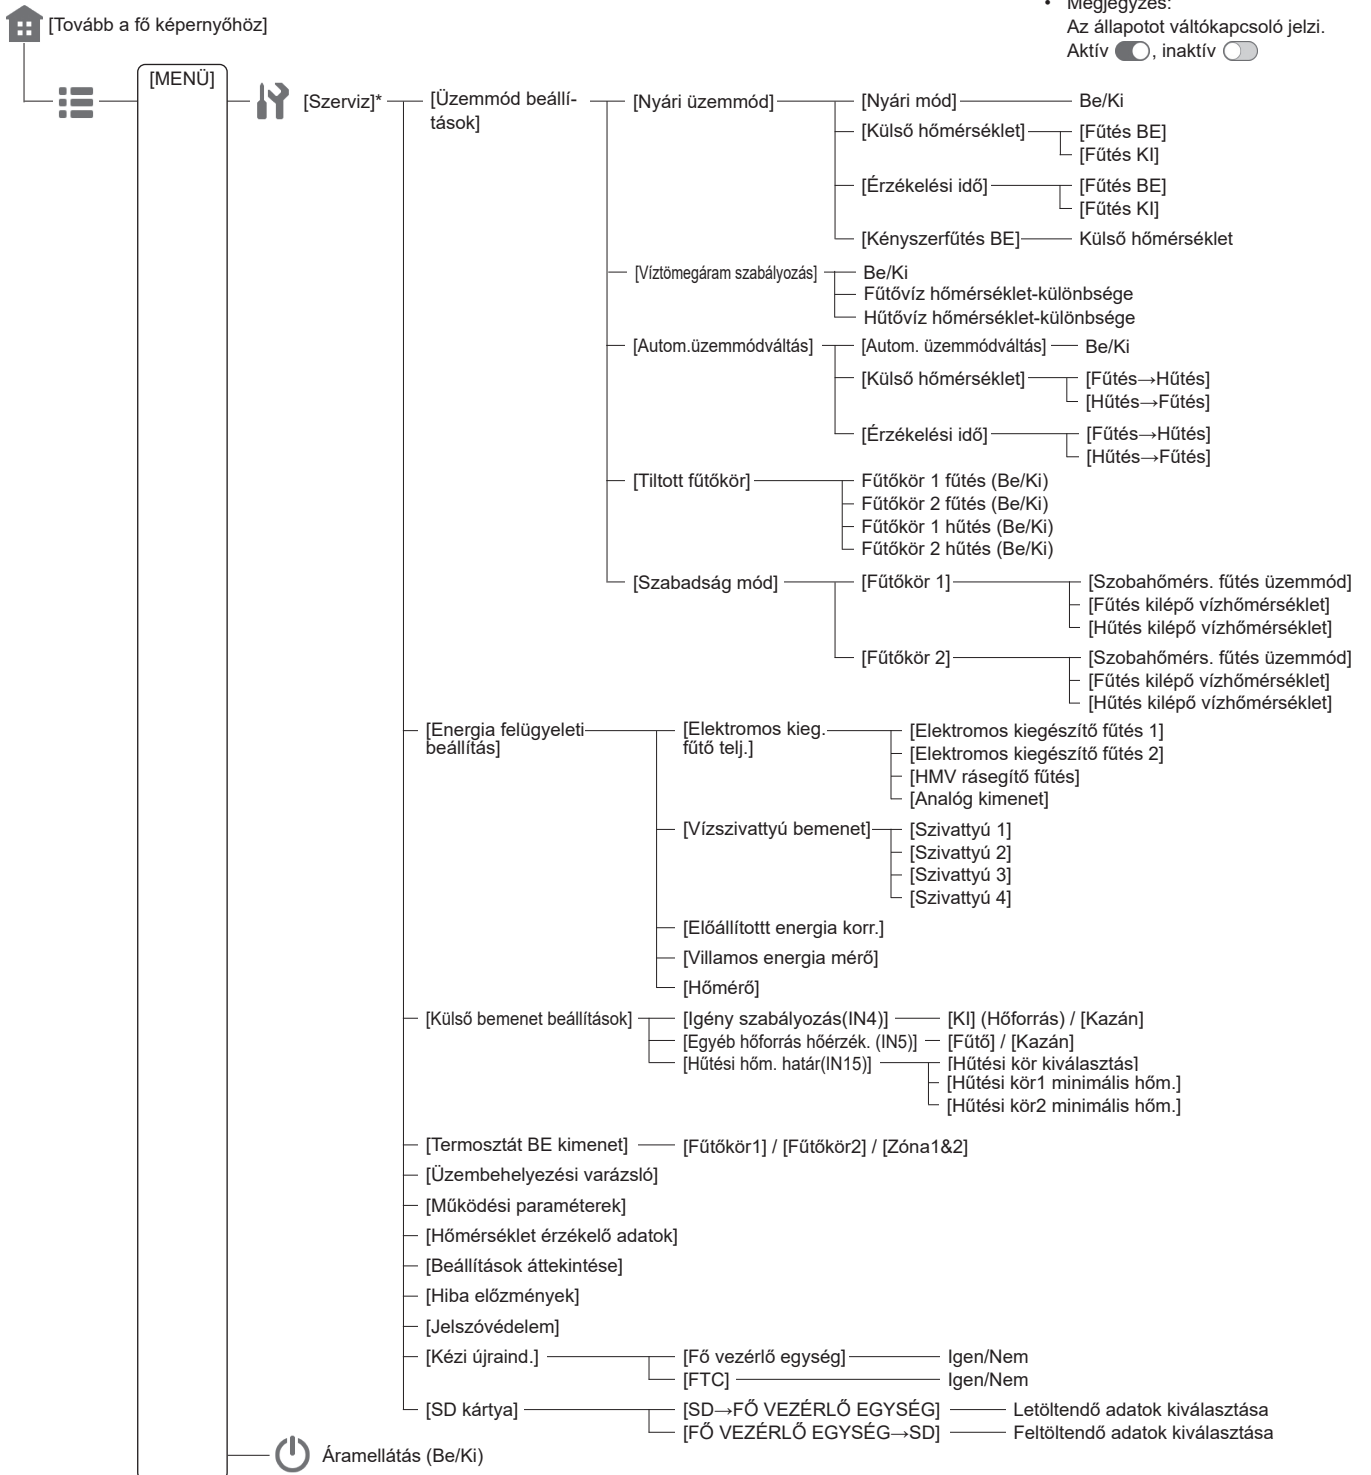 • Megjegyzés:
Az állapotot váltókapcsoló jelzi.
Aktív , inaktív
[Tovább a fő képernyőhöz]
[MENÜ]
[Szerviz]*
[Üzemmód beállí-
tások]
[Nyári üzemmód]
[Nyári mód]
Be/Ki
[Külső hőmérséklet]
[Fűtés BE]
[Fűtés KI]
[Érzékelési idő]
[Fűtés BE]
[Fűtés KI]
[Kényszerfűtés BE]
Külső hőmérséklet
[Víztömegáram szabályozás]
Be/Ki
Fűtővíz hőmérséklet-különbsége
Hűtővíz hőmérséklet-különbsége
[Autom.üzemmódváltás]
[Autom. üzemmódváltás]
Be/Ki
[Külső hőmérséklet]
[Fűtés→Hűtés]
[Hűtés→Fűtés]
[Érzékelési idő]
[Fűtés→Hűtés]
[Hűtés→Fűtés]
[Tiltott fűtőkör]
Fűtőkör 1 fűtés (Be/Ki)
Fűtőkör 2 fűtés (Be/Ki)
Fűtőkör 1 hűtés (Be/Ki)
Fűtőkör 2 hűtés (Be/Ki)
[Szabadság mód]
[Fűtőkör 1]
[Szobahőmérs. fűtés üzemmód]
[Fűtés kilépő vízhőmérséklet]
[Hűtés kilépő vízhőmérséklet]
[Fűtőkör 2]
[Szobahőmérs. fűtés üzemmód]
[Fűtés kilépő vízhőmérséklet]
[Hűtés kilépő vízhőmérséklet]
[Energia felügyeleti
beállítás]
[Elektromos kieg.
fűtő telj.]
[Elektromos kiegészítő fűtés 1]
[Elektromos kiegészítő fűtés 2]
[HMV rásegítő fűtés]
[Analóg kimenet]
[Vízszivattyú bemenet]
[Szivattyú 1]
[Szivattyú 2]
[Szivattyú 3]
[Szivattyú 4]
[Előállítottt energia korr.]
[Villamos energia mérő]
[Hőmérő]
[Külső bemenet beállítások]
[Igény szabályozás(IN4)]
[KI] (Hőforrás) / [Kazán]
[Egyéb hőforrás hőérzék. (IN5)]
[Fűtő] / [Kazán]
[Hűtési hőm. határ(IN15)]
[Hűtési kör kiválasztás]
[Hűtési kör1 minimális hőm.]
[Hűtési kör2 minimális hőm.]
[Termosztát BE kimenet]
[Fűtőkör1] / [Fűtőkör2] / [Zóna1&2]
[Üzembehelyezési varázsló]
[Működési paraméterek]
[Hőmérséklet érzékelő adatok]
[Beállítások áttekintése]
[Hiba előzmények]
[Jelszóvédelem]
[Kézi újraind.]
[Fő vezérlő egység]
Igen/Nem
[FTC]
Igen/Nem
[SD kártya]
[SD→FŐ VEZÉRLŐ EGYSÉG]
Letöltendő adatok kiválasztása
[FŐ VEZÉRLŐ EGYSÉG→SD]
Feltöltendő adatok kiválasztása
Áramellátás (Be/Ki)